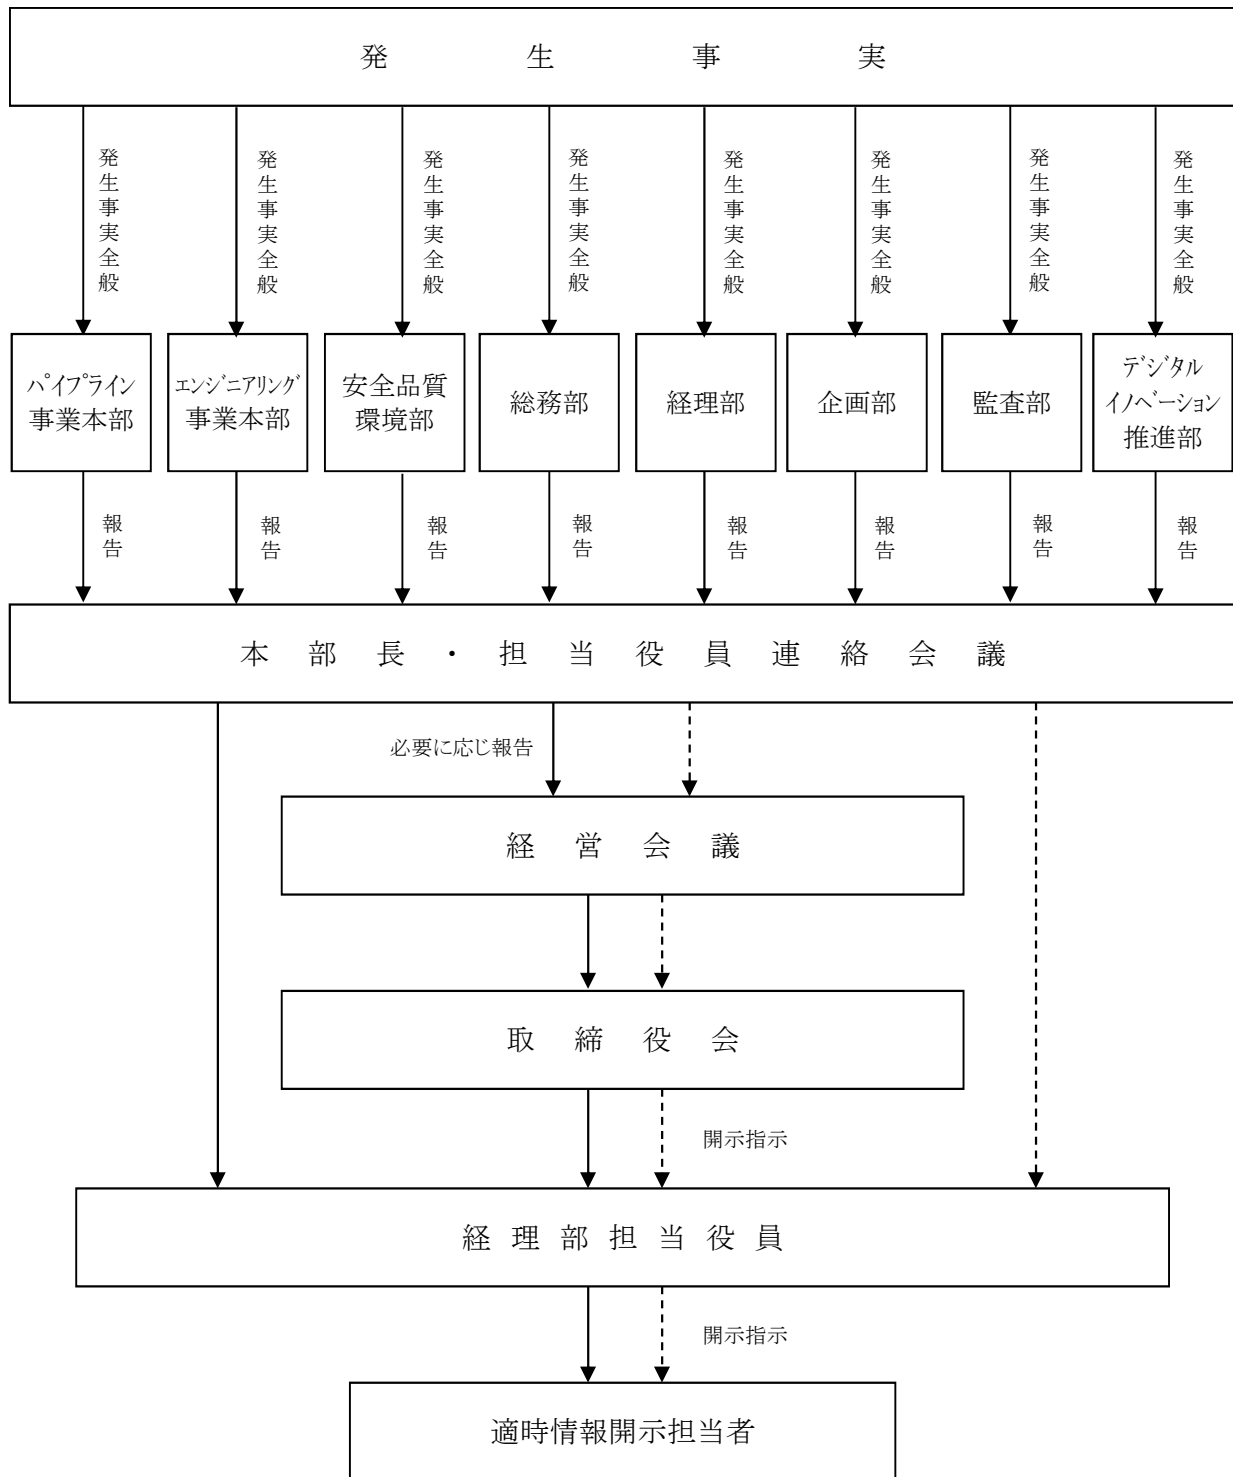 発生事実
発生事実全般
発生事実全般
発生事実全般
発生事実全般
発生事実全般
発生事実全般
発生事実全般
発生事実全般
パイプライン
事業本部
エンジニアリング
事業本部
安全品質
環境部
総務部
経理部
企画部
監査部
デジタル
イノベーション
推進部
報告
報告
報告
報告
報告
報告
報告
報告
本部長・担当役員連絡会議
必要に応じ報告
経営会議
取締役会
開示指示
経理部担当役員
開示指示
適時情報開示担当者